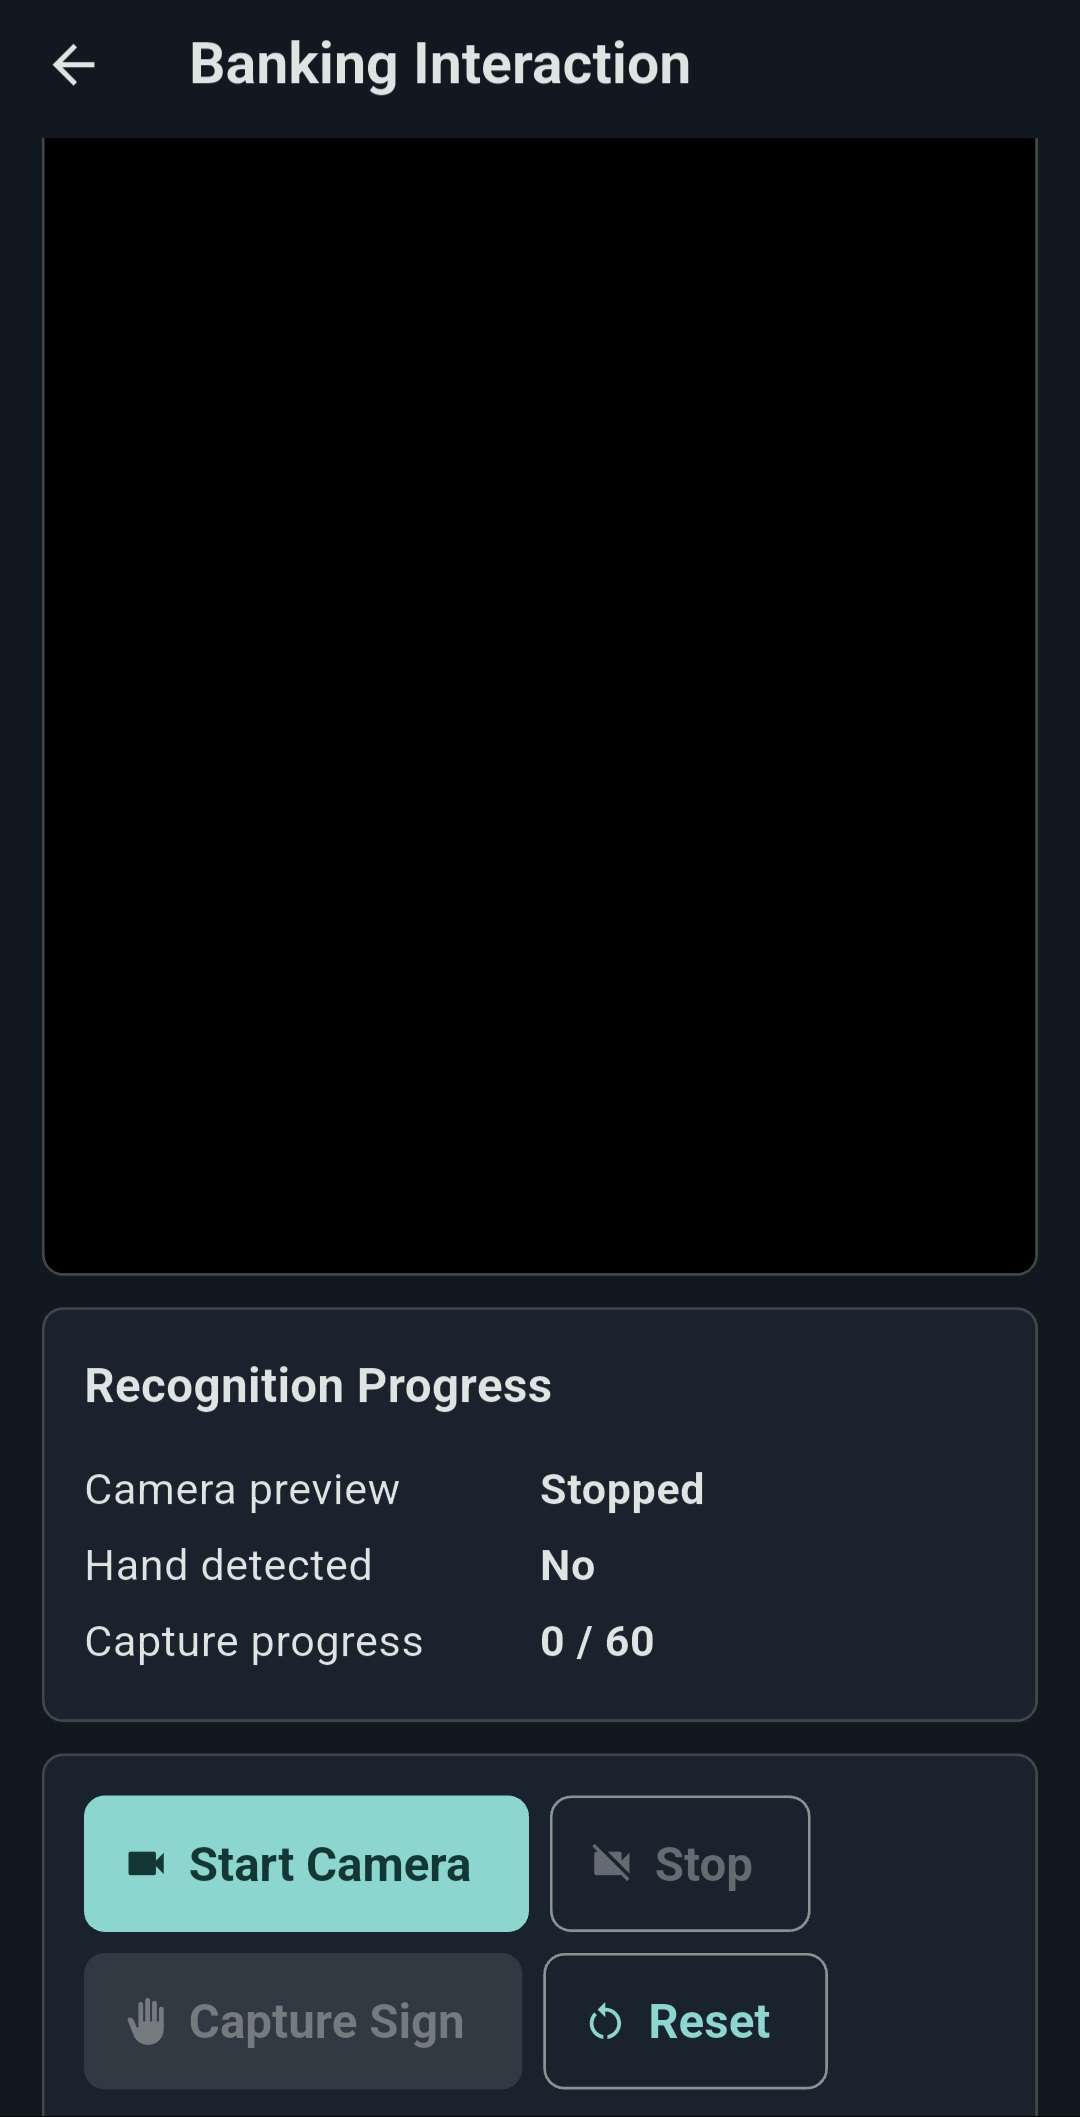 Banking Interaction
Recognition Progress
Camera preview Stopped
Hand detected No
Capture progress 0 / 60
Start Camera Stop
Capture Sign Reset